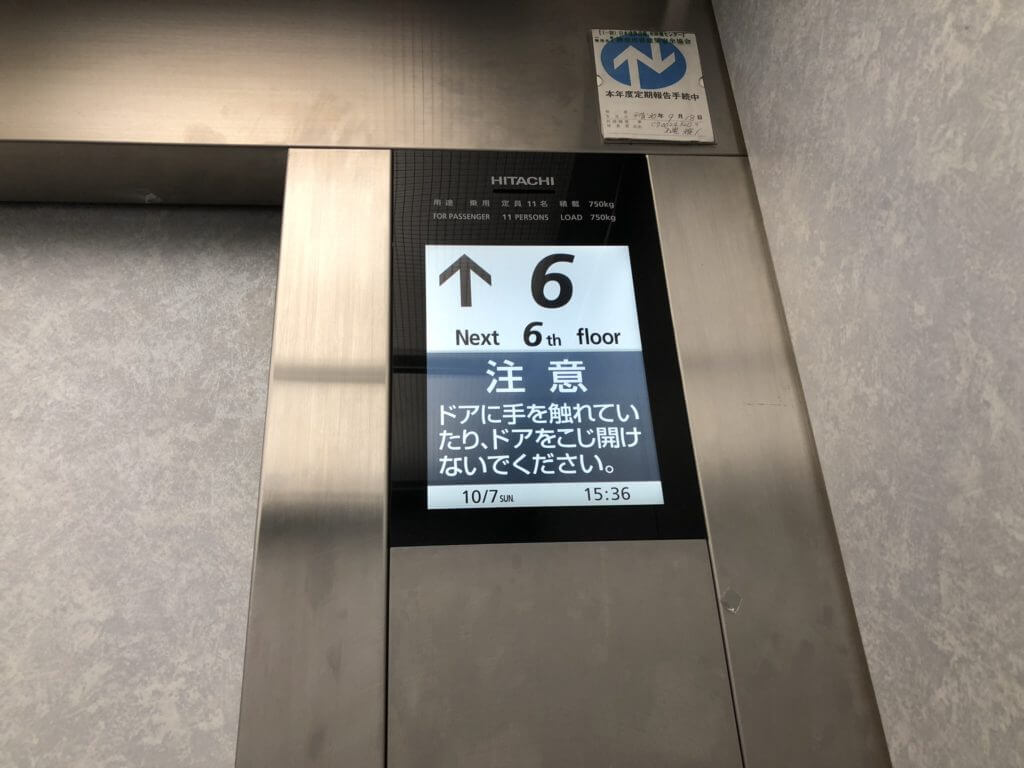 本年度定期報告手続中
HITACHI
用途 乗用 定員 11名 積載 750kg
FOR PASSENGER 11 PERSONS LOAD 750kg
↑ 6
Next 6th floor
注意
ドアに手を触れてい
たり、ドアをこじ開け
ないでください。
10/7 SUN. 15:36